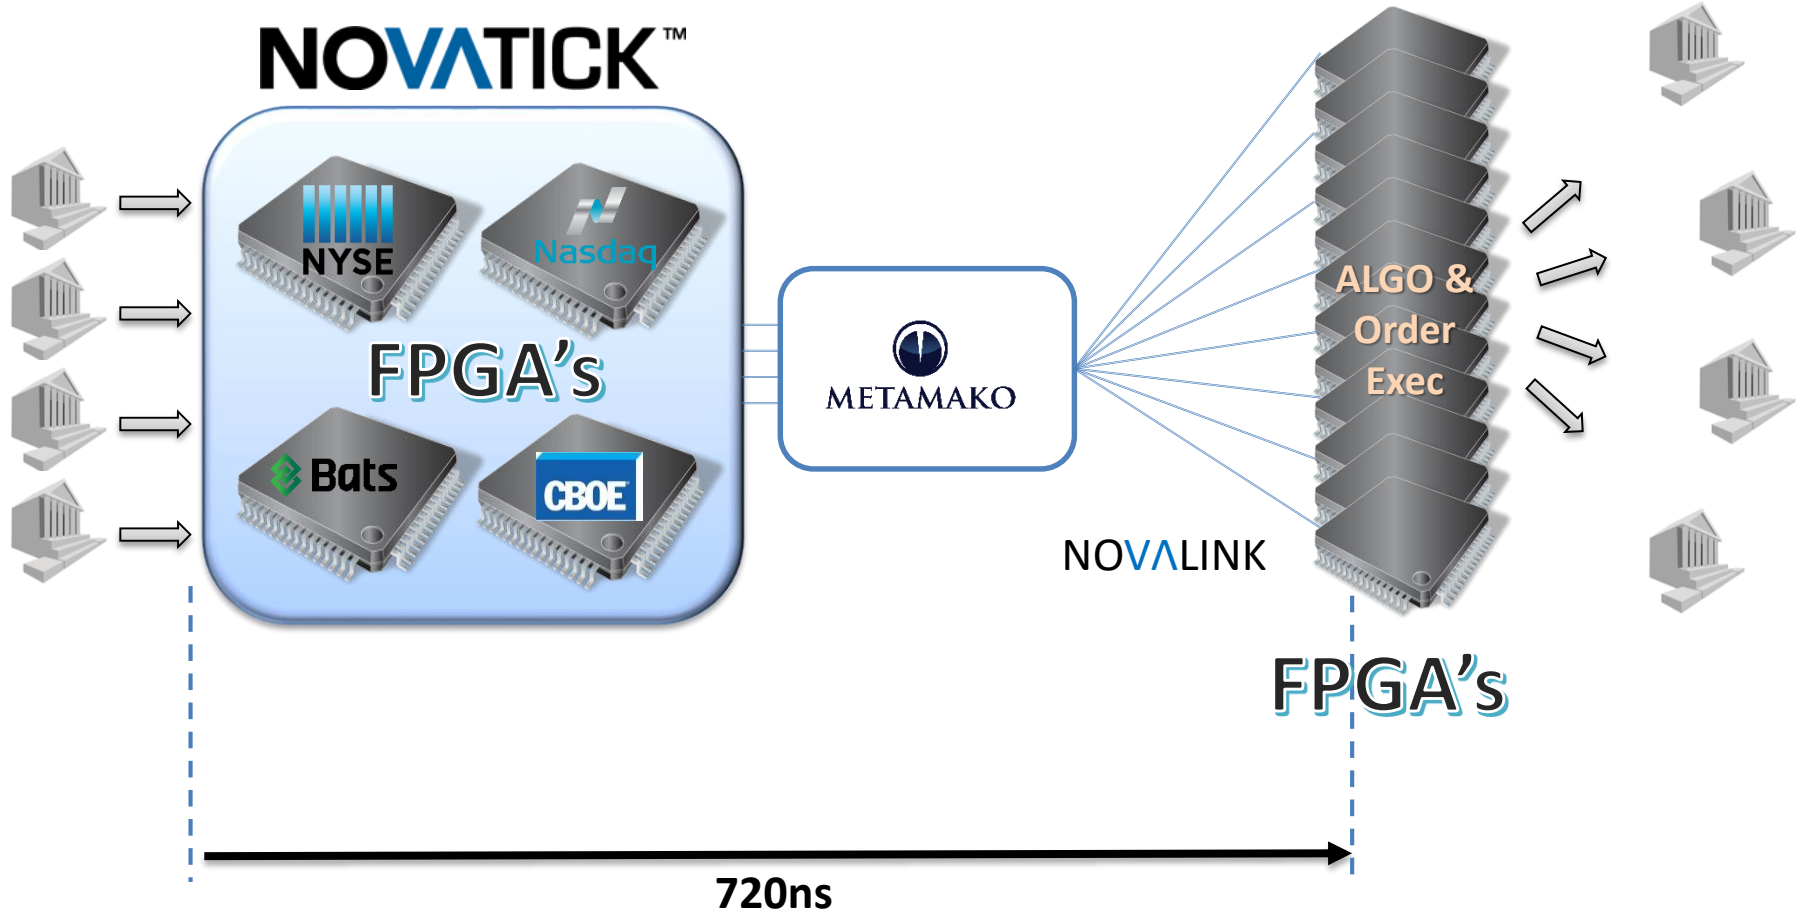 NOVATICK™
NYSE
Nasdaq
FPGA's
Bats
CBOE
METAMAKO
NOVALINK
ALGO &
Order
Exec
FPGA's
720ns